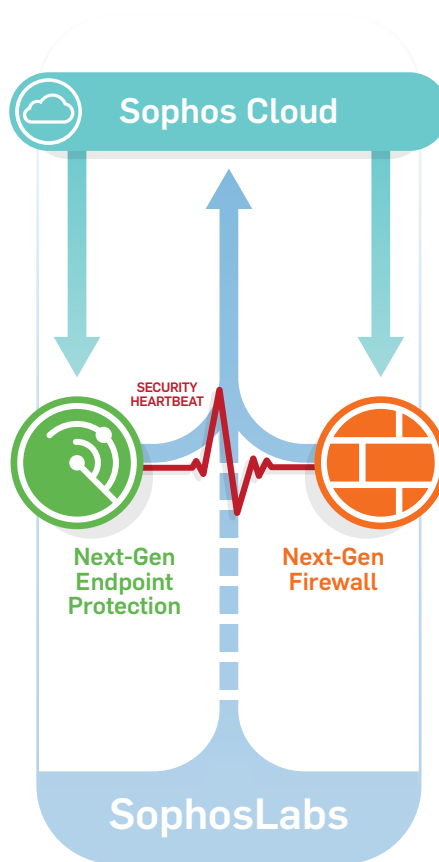 Sophos Cloud
SECURITY
HEARTBEAT
Next-Gen
Endpoint
Protection
Next-Gen
Firewall
SophosLabs